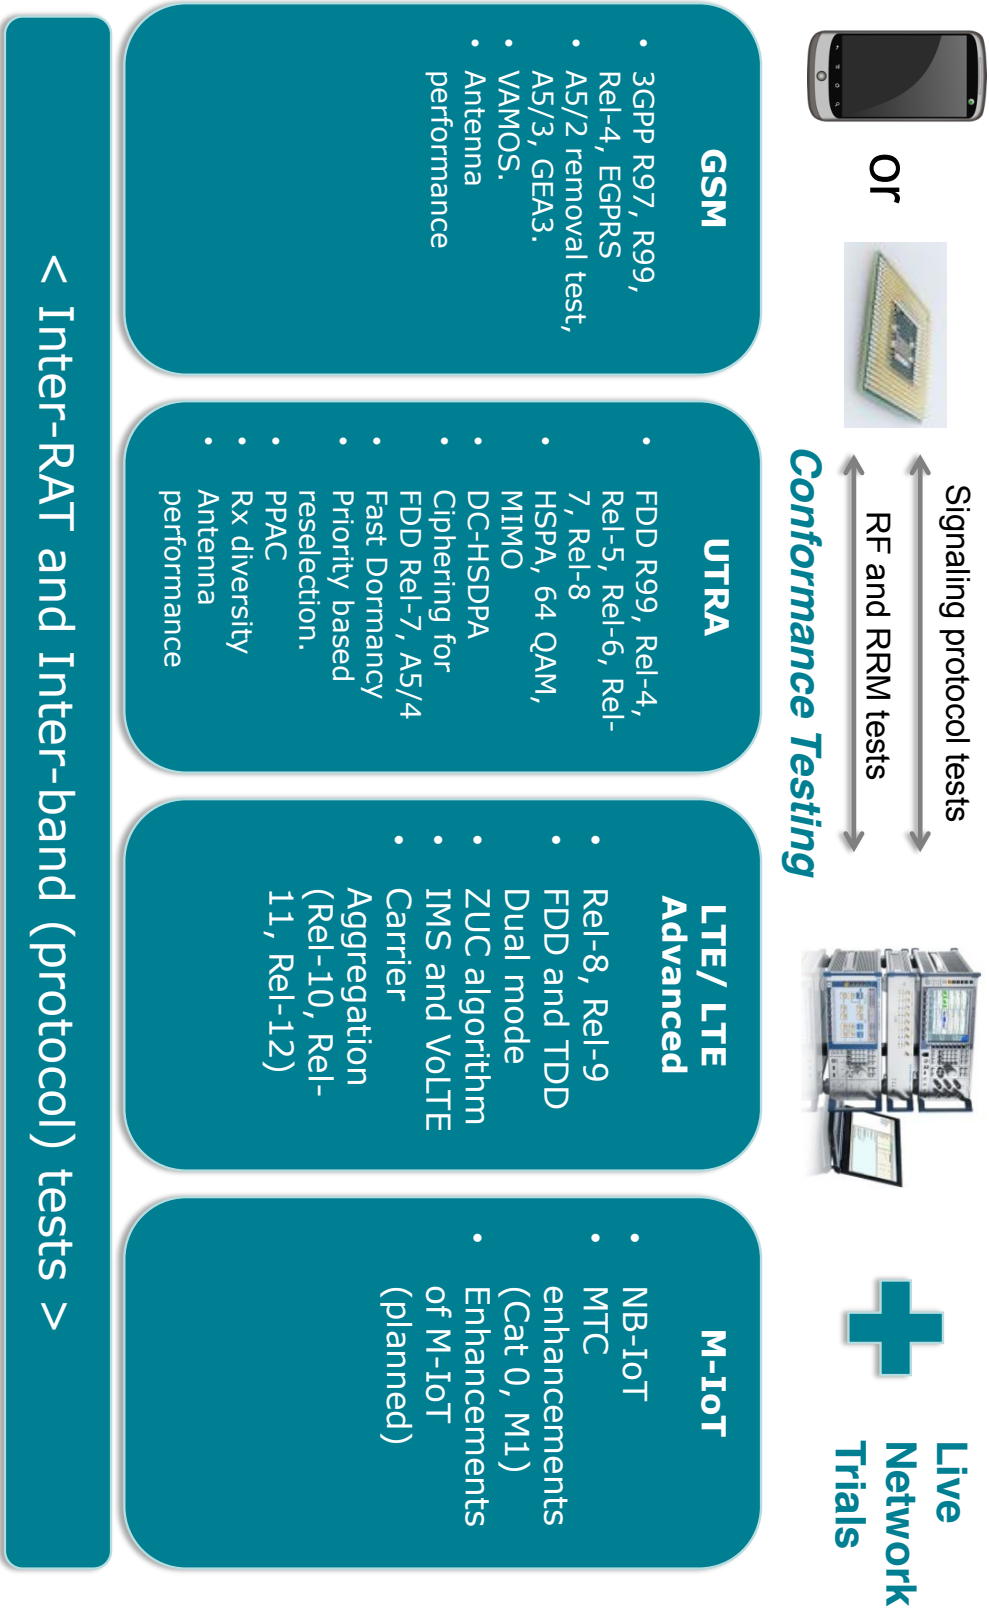 or
Signaling protocol tests
RF and RRM tests
Conformance Testing
Live
Network
Trials
GSM
• 3GPP R97, R99,
Rel-4, EGPRS
• A5/2 removal test,
A5/3, GEA3.
• VAMOS.
• Antenna
performance
UTRA
• FDD R99, Rel-4,
Rel-5, Rel-6, Rel-
7, Rel-8
• HSPA, 64 QAM,
MIMO
• DC-HSDPA
• Ciphering for
FDD Rel-7, A5/4
• Fast Dormancy
• Priority based
reselection.
• PPAC
• Rx diversity
• Antenna
performance
LTE/ LTE
Advanced
• Rel-8, Rel-9
• FDD and TDD
Dual mode
• ZUC algorithm
• IMS and VoLTE
• Carrier
Aggregation
(Rel-10, Rel-
11, Rel-12)
M-IoT
• NB-IoT
• MTC
enhancements
(Cat 0, M1)
• Enhancements
of M-IoT
(planned)
< Inter-RAT and Inter-band (protocol) tests >